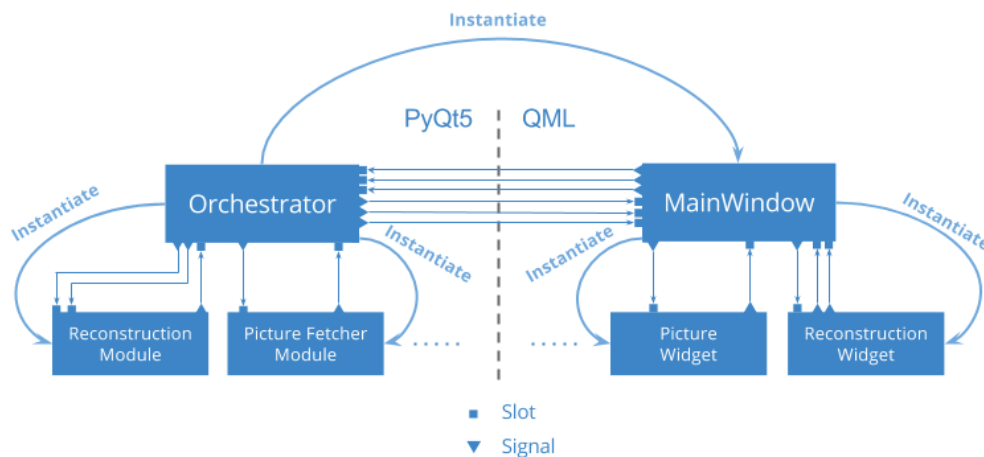 Instantiate
PyQt5
QML
Orchestrator
MainWindow
Instantiate
Instantiate
Instantiate
Instantiate
Reconstruction
Module
Picture Fetcher
Module
.....
.....
Picture
Widget
Reconstruction
Widget
Slot
Signal